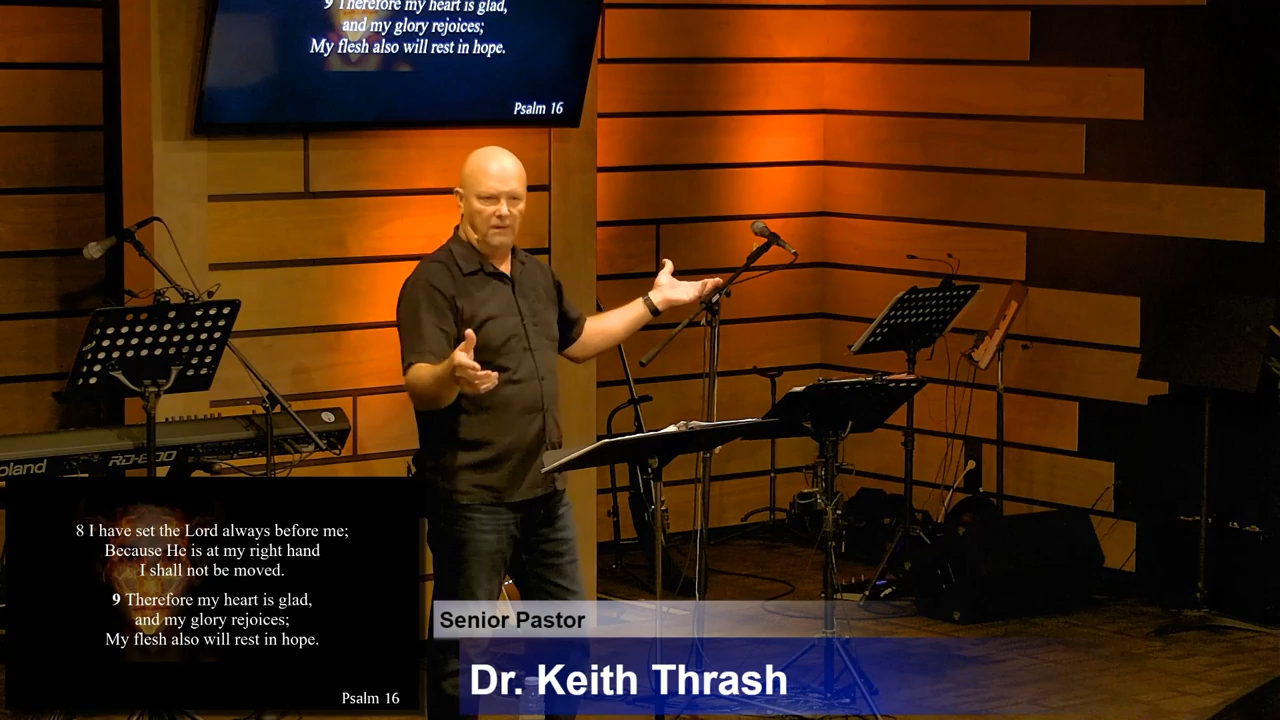 9 Therefore my heart is glad,
and my glory rejoices;
My flesh also will rest in hope.
Psalm 16
oland RD-800
8 I have set the Lord always before me;
Because He is at my right hand
I shall not be moved.
9 Therefore my heart is glad,
and my glory rejoices;
My flesh also will rest in hope.
Psalm 16
Senior Pastor
Dr. Keith Thrash